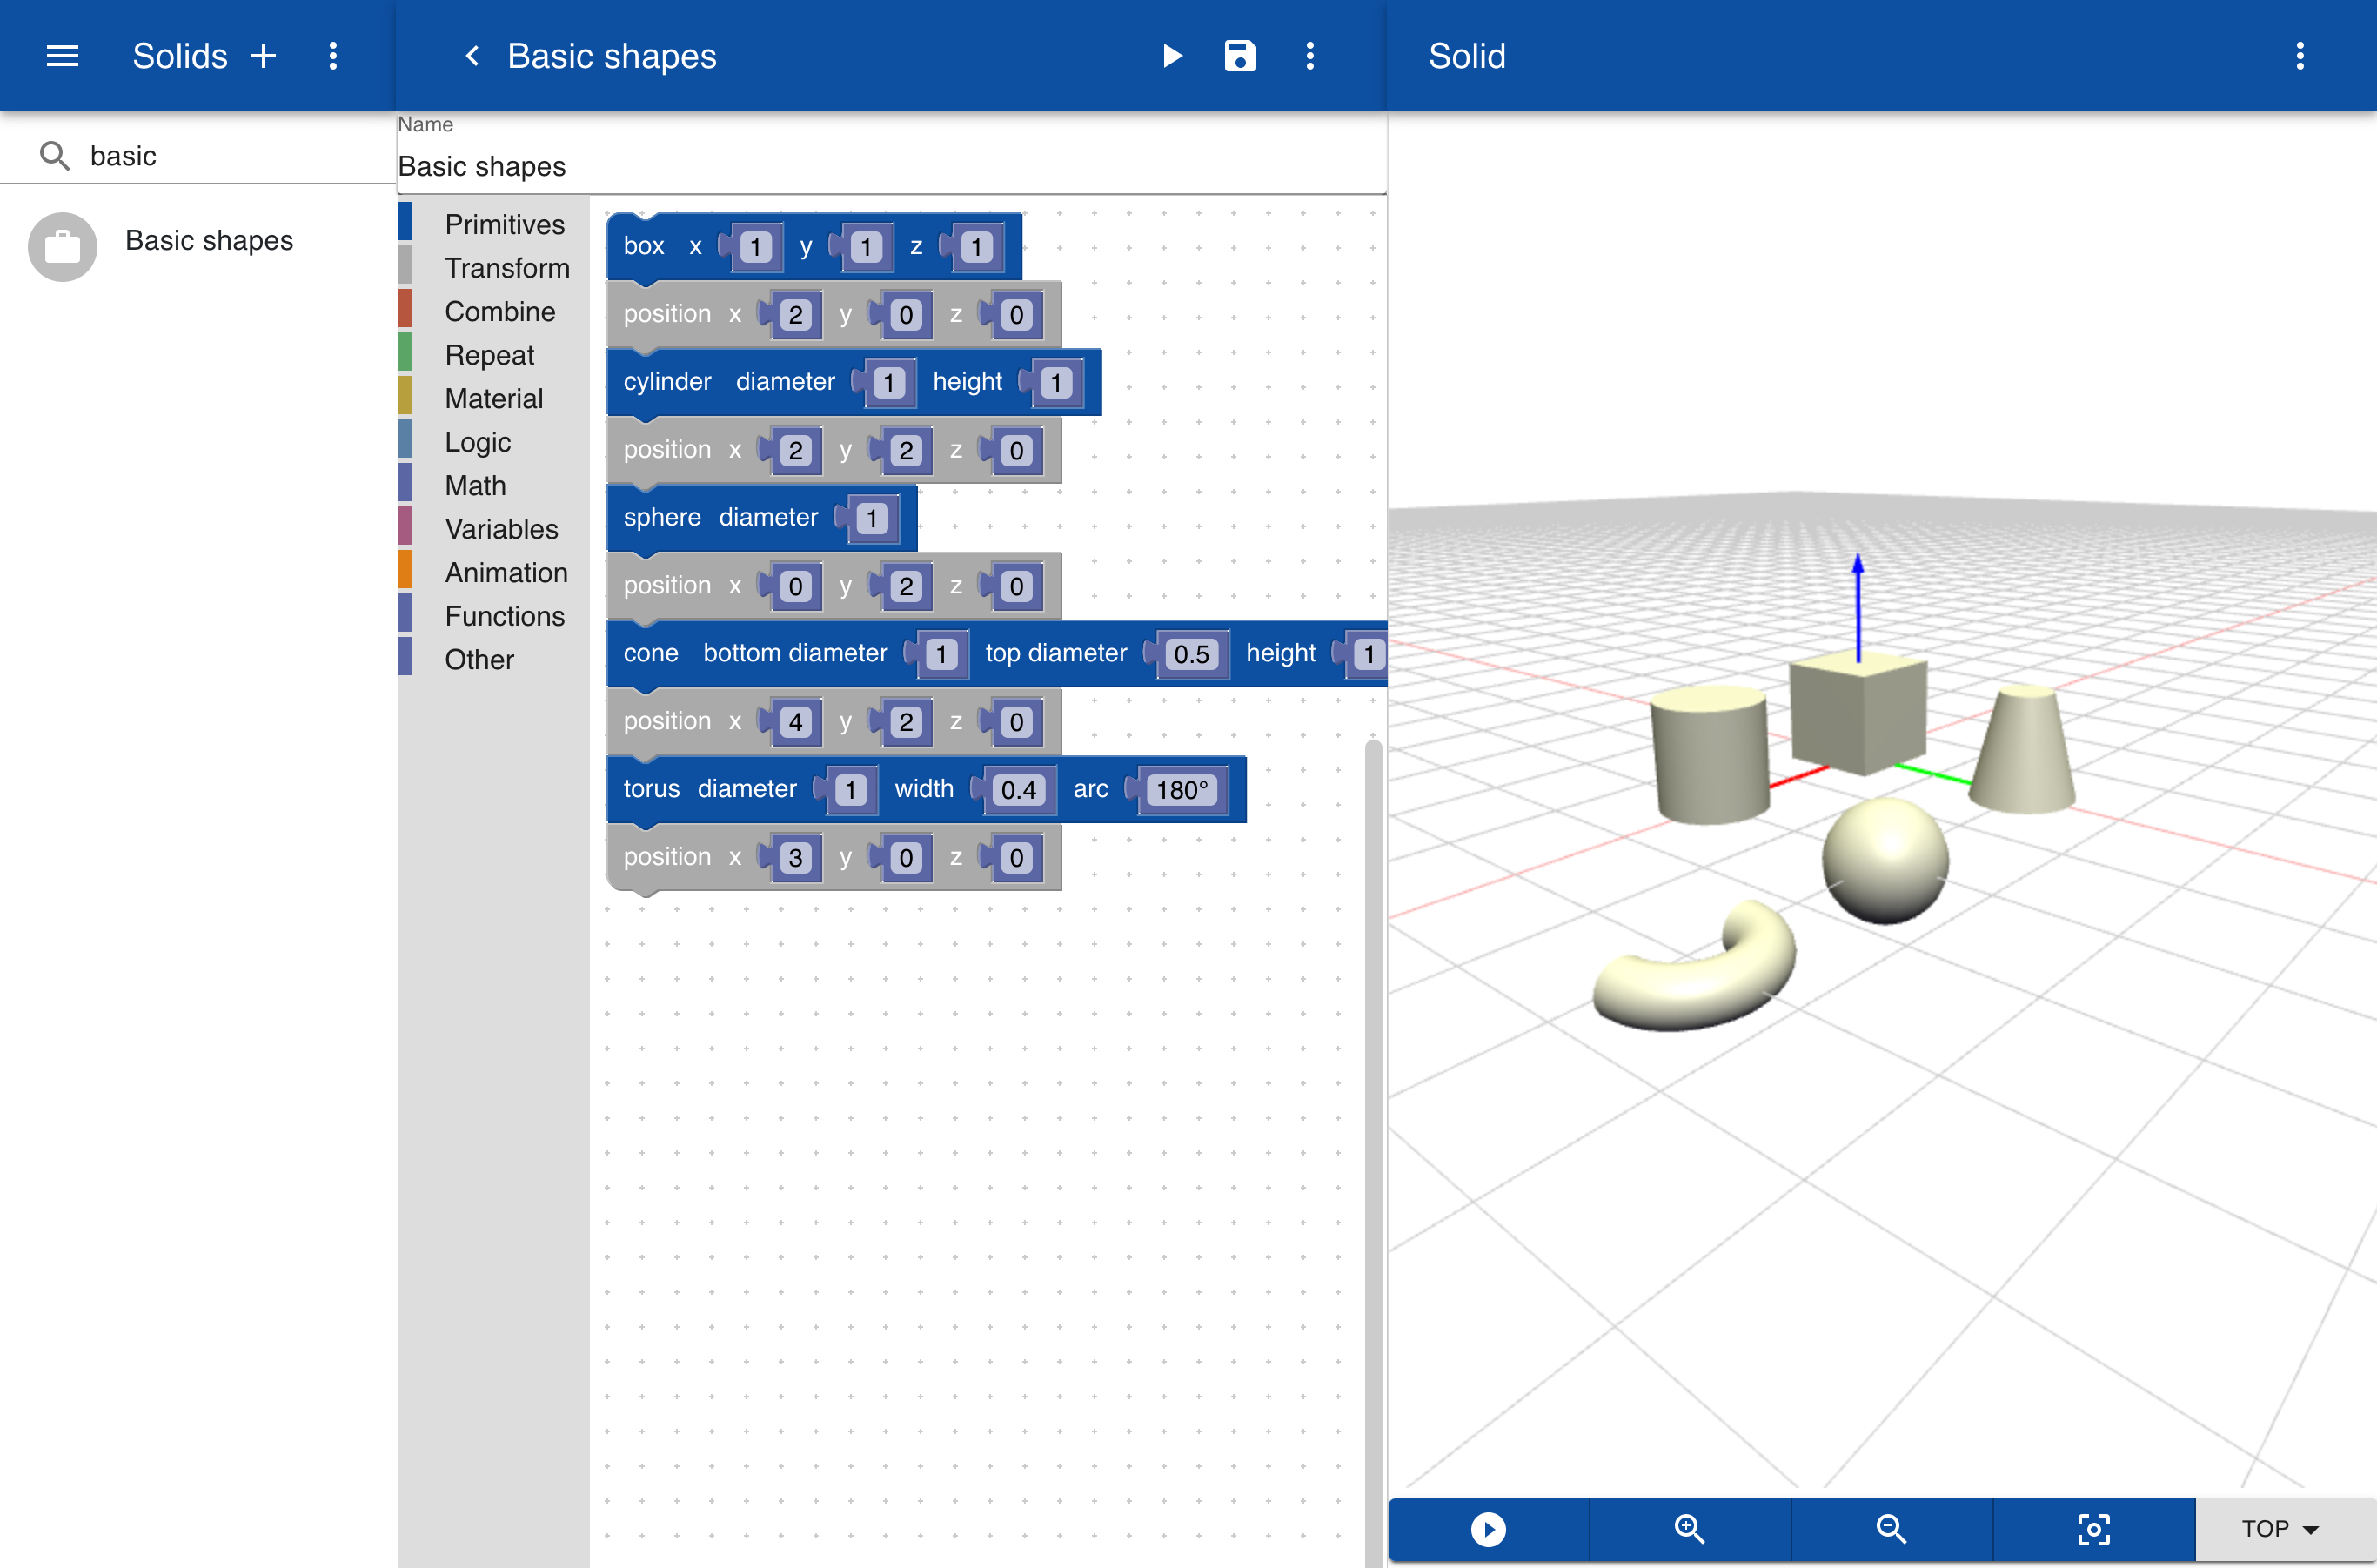 Solids
Basic shapes
Solid
basic
Basic shapes
Name
Basic shapes
Primitives
Transform
Combine
Repeat
Material
Logic
Math
Variables
Animation
Functions
Other
box x 1 y 1 z 1
position x 2 y 0 z 0
cylinder diameter 1 height 1
position x 2 y 2 z 0
sphere diameter 1
position x 0 y 2 z 0
cone bottom diameter 1 top diameter 0.5 height 1
position x 4 y 2 z 0
torus diameter 1 width 0.4 arc 180°
position x 3 y 0 z 0
TOP